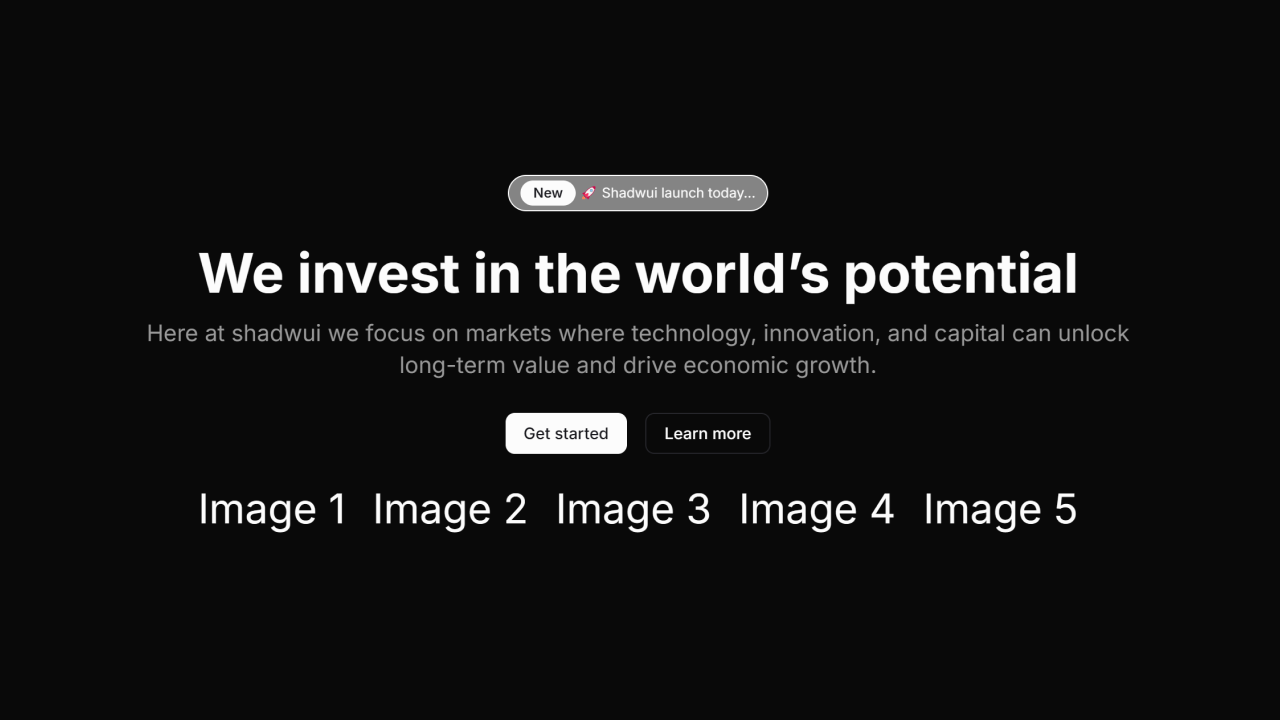 New 🚀 Shadwui launch today...
We invest in the world’s potential
Here at shadwui we focus on markets where technology, innovation, and capital can unlock
long-term value and drive economic growth.
Get started Learn more
Image 1 Image 2 Image 3 Image 4 Image 5